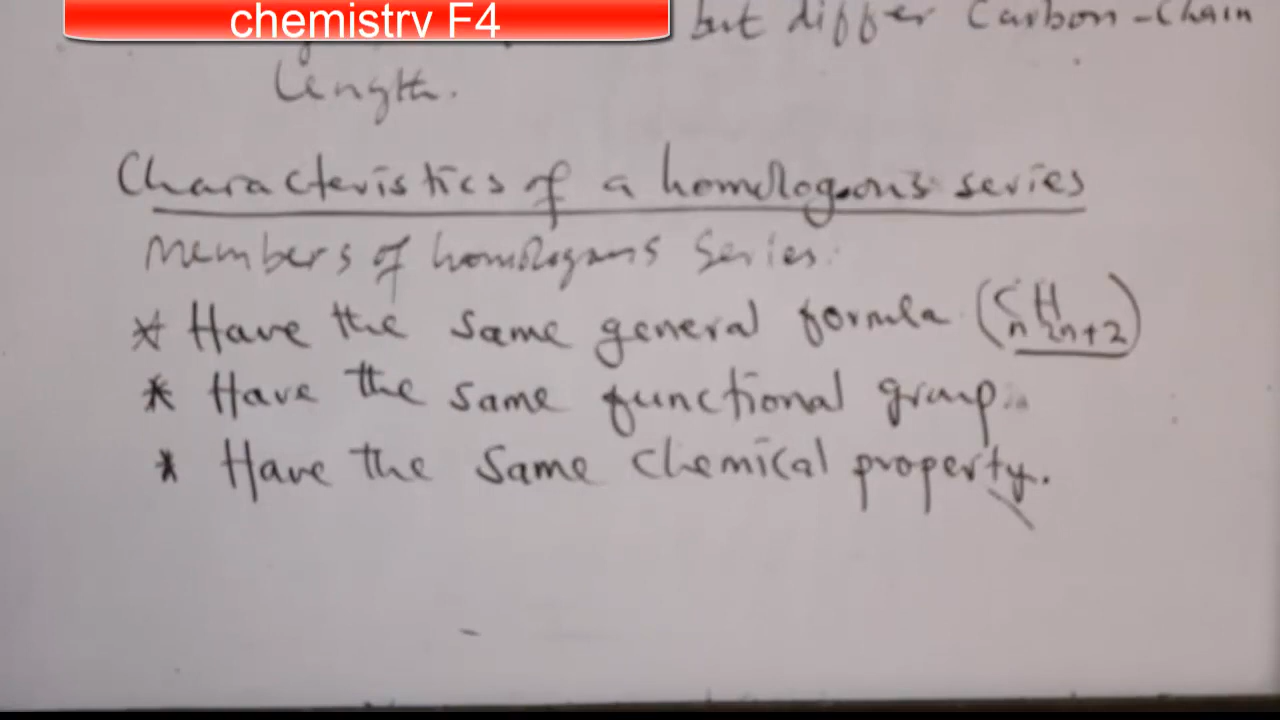 chemistry F4
but differ Carbon-Chain
length.
Characteristics of a homologous series
Members of homologous series:
* Have the same general formula (CnH2n+2)
* Have the same functional group.
* Have the same chemical property.